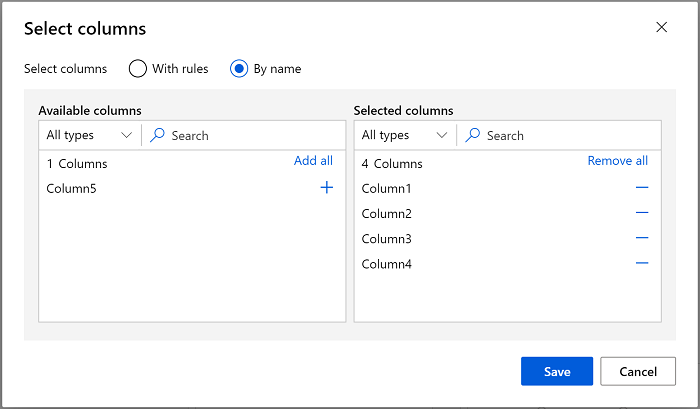 Select columns
Select columns With rules By name
Available columns Selected columns
All types Search All types Search
1 Columns Add all 4 Columns Remove all
Column5 Column1
Column2
Column3
Column4
Save Cancel